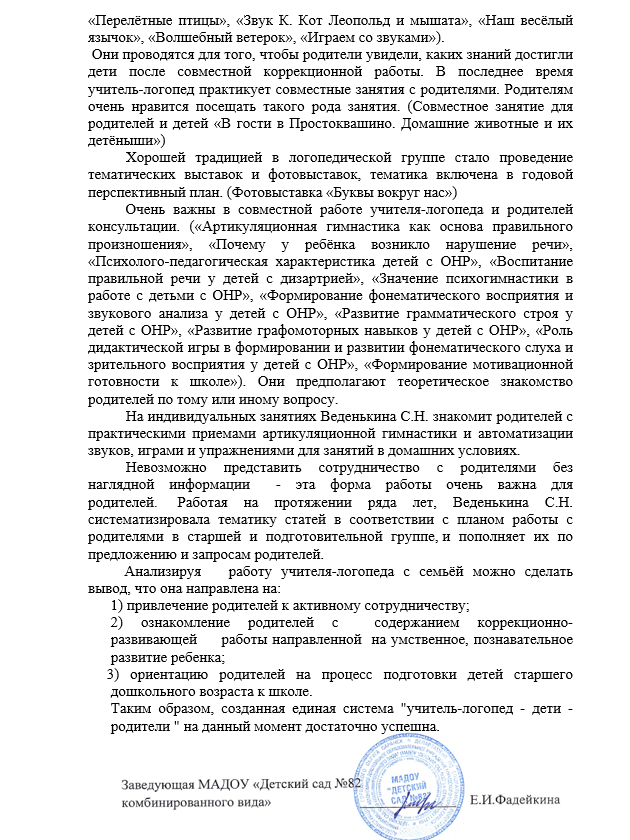 «Перелётные птицы», «Звук К. Кот Леопольд и мышата», «Наш весёлый
язычок», «Волшебный ветерок», «Играем со звуками»).
Они проводятся для того, чтобы родители увидели, каких знаний достигли
дети после совместной коррекционной работы. В последнее время
учитель-логопед практикует совместные занятия с родителями. Родителям
очень нравится посещать такого рода занятия. (Совместное занятие для
родителей и детей «В гости в Простоквашино. Домашние животные и их
детёныши»)
Хорошей традицией в логопедической группе стало проведение
тематических выставок и фотовыставок, тематика включена в годовой
перспективный план. (Фотовыставка «Буквы вокруг нас»)
Очень важны в совместной работе учителя-логопеда и родителей
консультации. («Артикуляционная гимнастика как основа правильного
произношения», «Почему у ребёнка возникло нарушение речи»,
«Психолого-педагогическая характеристика детей с ОНР», «Воспитание
правильной речи у детей с дизартрией», «Значение психогимнастики в
работе с детьми с ОНР», «Формирование фонематического восприятия и
звукового анализа у детей с ОНР», «Развитие грамматического строя у
детей с ОНР», «Развитие графомоторных навыков у детей с ОНР», «Роль
дидактической игры в формировании и развитии фонематического слуха и
зрительного восприятия у детей с ОНР», «Формирование мотивационной
готовности к школе»). Они предполагают теоретическое знакомство
родителей по тому или иному вопросу.
На индивидуальных занятиях Веденькина С.Н. знакомит родителей с
практическими приемами артикуляционной гимнастики и автоматизации
звуков, играми и упражнениями для занятий в домашних условиях.
Невозможно представить сотрудничество с родителями без
наглядной информации - эта форма работы очень важна для
родителей. Работая на протяжении ряда лет, Веденькина С.Н.
систематизировала тематику статей в соответствии с планом работы с
родителями в старшей и подготовительной группе, и пополняет их по
предложению и запросам родителей.
Анализируя работу учителя-логопеда с семьёй можно сделать
вывод, что она направлена на:
1) привлечение родителей к активному сотрудничеству;
2) ознакомление родителей с содержанием коррекционно-
развивающей работы направленной на умственное, познавательное
развитие ребенка;
3) ориентацию родителей на процесс подготовки детей старшего
дошкольного возраста к школе.
Таким образом, созданная единая система "учитель-логопед - дети -
родители " на данный момент достаточно успешна.
Заведующая МАДОУ «Детский сад №82
комбинированного вида» Е.И.Фадейкина
МАДОУ
"ДЕТСКИЙ
САД №82